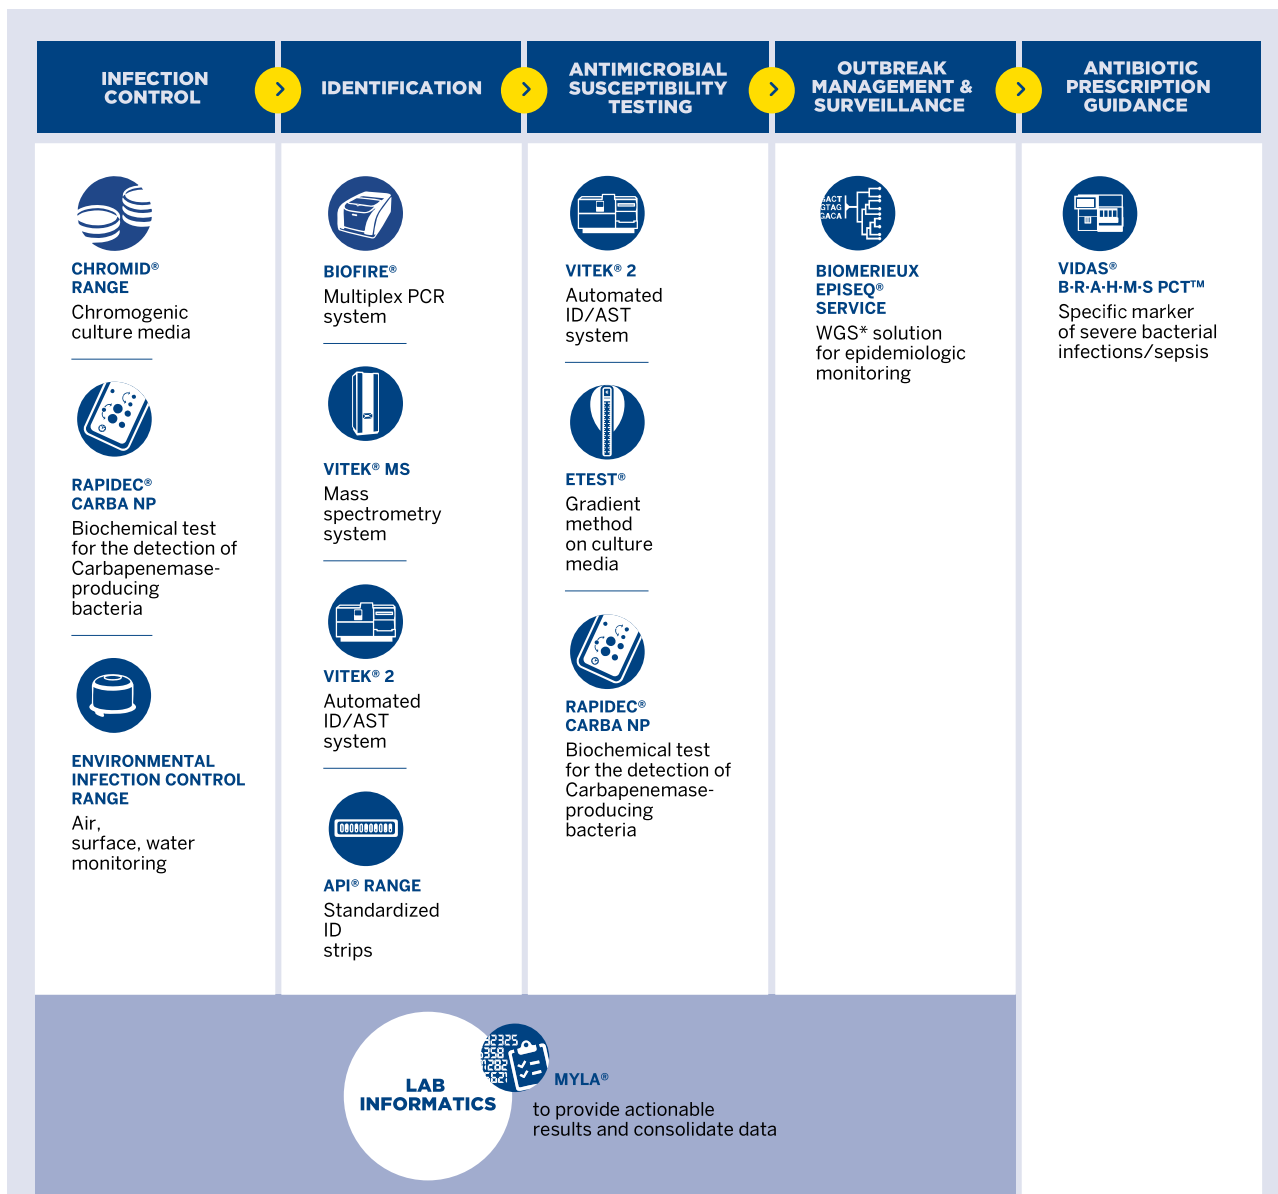 INFECTION
CONTROL
IDENTIFICATION
ANTIMICROBIAL
SUSCEPTIBILITY
TESTING
OUTBREAK
MANAGEMENT &
SURVEILLANCE
ANTIBIOTIC
PRESCRIPTION
GUIDANCE
CHROMID®
RANGE
Chromogenic
culture media
RAPIDEC®
CARBA NP
Biochemical test
for the detection of
Carbapenemase-
producing
bacteria
ENVIRONMENTAL
INFECTION CONTROL
RANGE
Air,
surface, water
monitoring
BIOFIRE®
Multiplex PCR
system
VITEK® MS
Mass
spectrometry
system
VITEK® 2
Automated
ID/AST
system
API® RANGE
Standardized
ID
strips
VITEK® 2
Automated
ID/AST
system
ETEST®
Gradient
method
on culture
media
RAPIDEC®
CARBA NP
Biochemical test
for the detection of
Carbapenemase-
producing
bacteria
GACT
GTAG
GACA
BIOMERIEUX
EPISEQ®
SERVICE
WGS* solution
for epidemiologic
monitoring
VIDAS®
B·R·A·H·M·S PCT™
Specific marker
of severe bacterial
infections/sepsis
LAB
INFORMATICS
MYLA®
to provide actionable
results and consolidate data